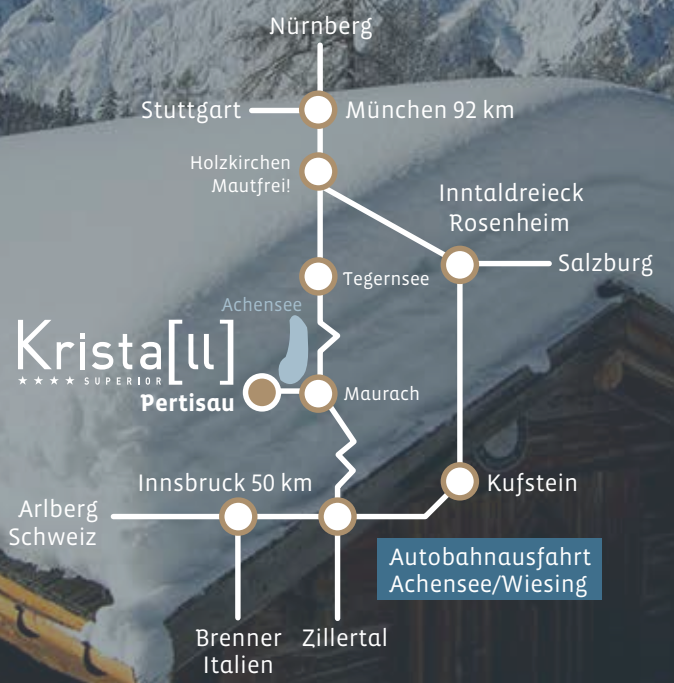 Nürnberg
Stuttgart
München 92 km
Holzkirchen
Mautfrei!
Inntaldreieck
Rosenheim
Salzburg
Tegernsee
Achensee
Krista[ll]
★★★★ SUPERIOR
Pertisau
Maurach
Innsbruck 50 km
Kufstein
Arlberg
Schweiz
Autobahnausfahrt
Achensee/Wiesing
Brenner
Italien
Zillertal